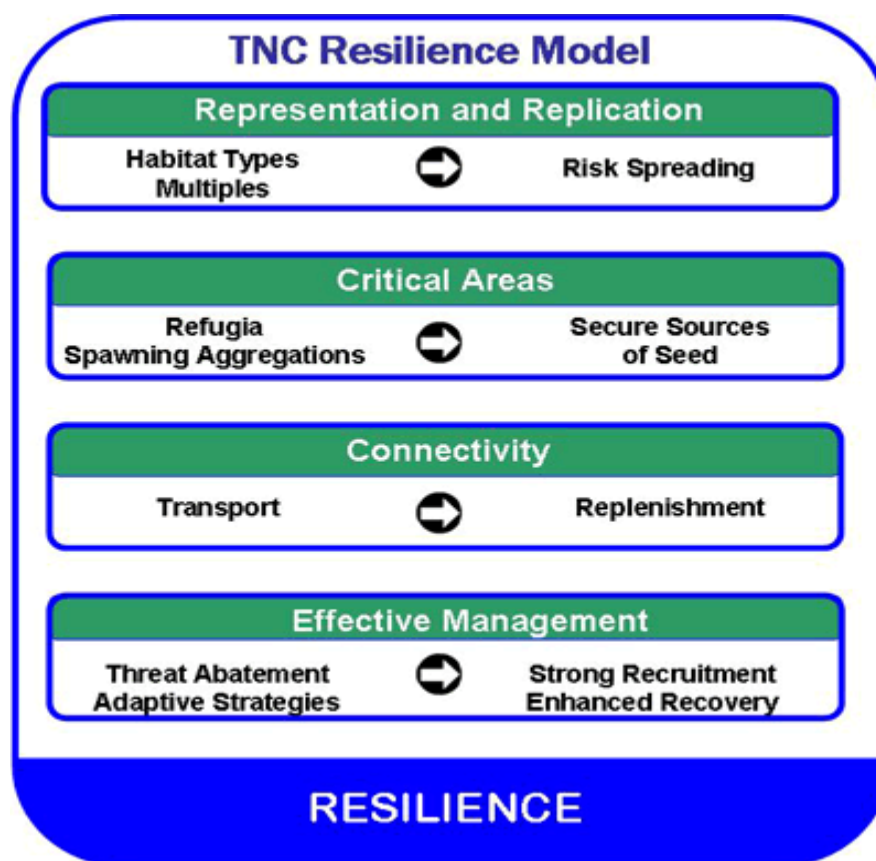 TNC Resilience Model
Representation and Replication
Habitat Types
Multiples
Risk Spreading
Critical Areas
Refugia
Spawning Aggregations
Secure Sources
of Seed
Connectivity
Transport
Replenishment
Effective Management
Threat Abatement
Adaptive Strategies
Strong Recruitment
Enhanced Recovery
RESILIENCE